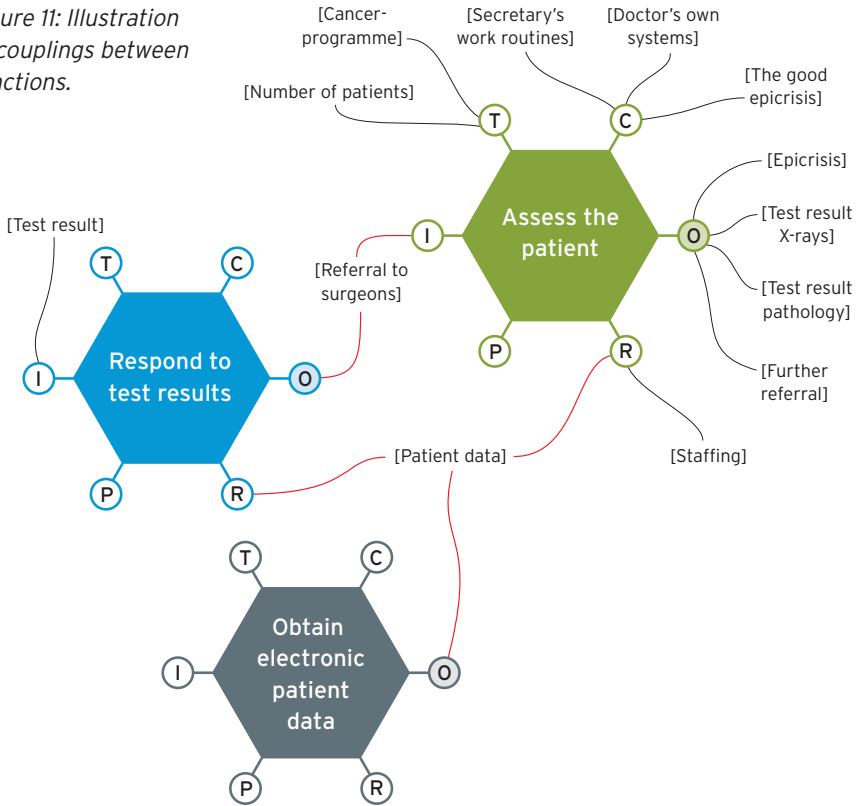 ure 11: Illustration
couplings between
ctions.
[Cancer-
programme]
[Secretary's
work routines]
[Doctor's own
systems]
[Number of patients]
[The good
epicrisis]
T
C
[Epicrisis]
Assess the
patient
I
O
[Test result
X-rays]
[Test result
pathology]
[Further
referral]
P
R
[Staffing]
[Test result]
[Referral to
surgeons]
T
C
Respond to
test results
I
O
P
R
[Patient data]
T
C
Obtain
electronic
patient
data
I
O
P
R